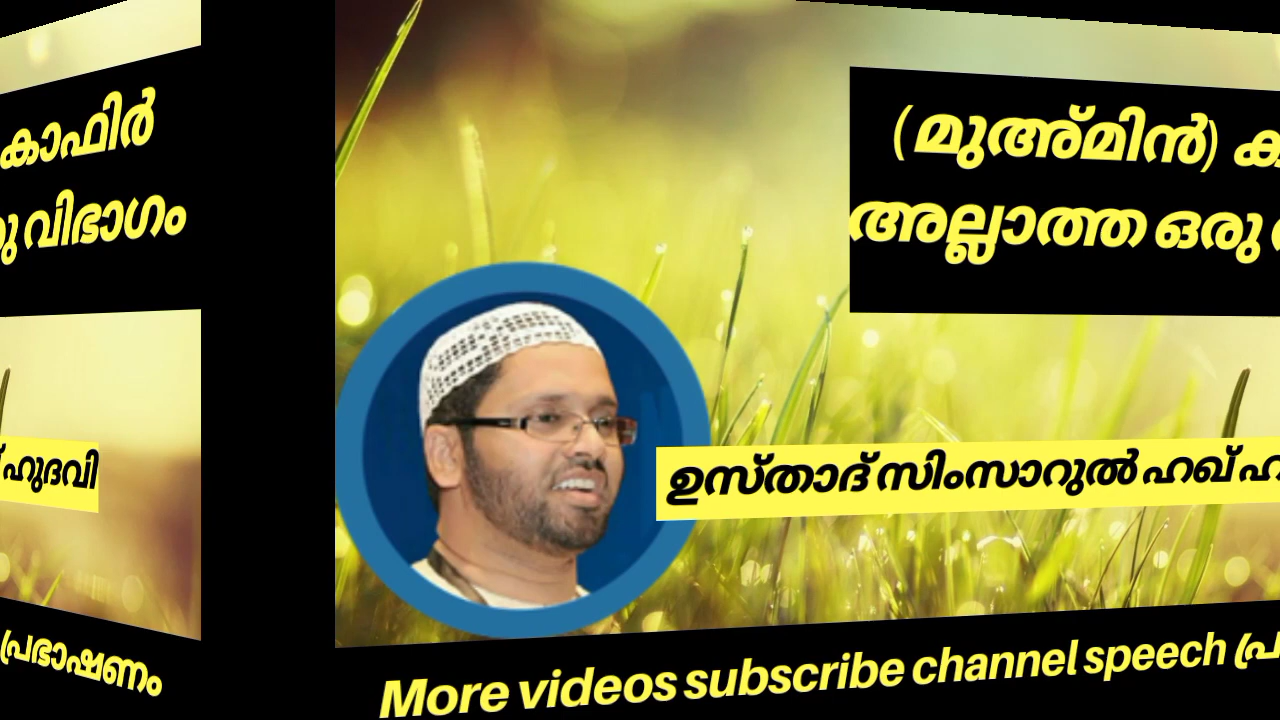 കാഫിർ
വിഭാഗം
ഹുദവി
പ്രഭാഷണം
(മുഅ്മിൻ)
അല്ലാത്ത ഒരു
ഉസ്താദ് സിംസാറുൽ ഹഖ് ഹ
More videos subscribe channel speech പ്ര